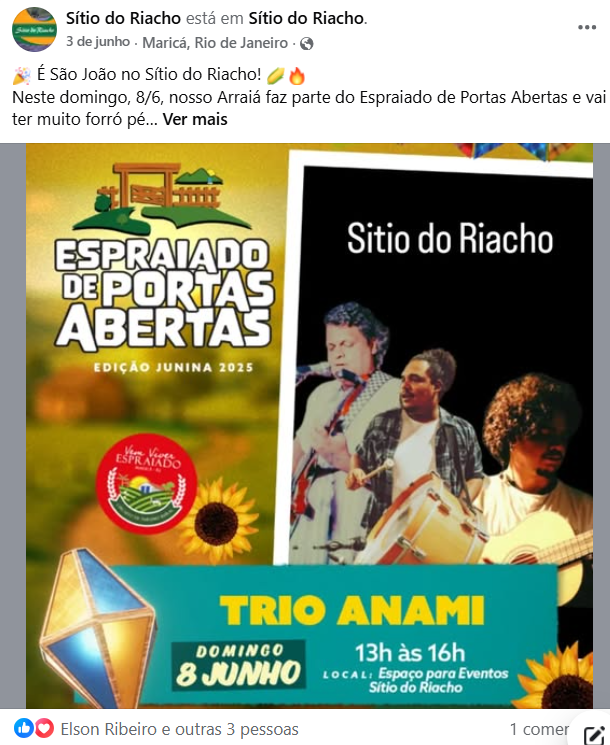 Sítio do Riacho está em Sítio do Riacho.
3 de junho · Maricá, Rio de Janeiro ·
🎉 É São João no Sítio do Riacho! 🌽🔥
Neste domingo, 8/6, nosso Arraiá faz parte do Espraiado de Portas Abertas e vai
ter muito forró pé... Ver mais
Sitio do Riacho
ESPRAIADO
DE PORTAS
ABERTAS
EDIÇÃO JUNINA 2025
Vem Viver
ESPRAIADO
TRIO ANAMI
DOMINGO
8 JUNHO
13h às 16h
LOCAL: Espaço para Eventos
Sítio do Riacho
Elson Ribeiro e outras 3 pessoas
1 comer